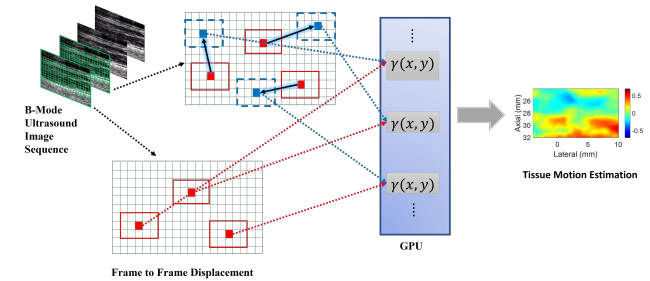 B-Mode
Ultrasound
Image
Sequence
Frame to Frame Displacement
⋮
γ(x, y)
γ(x, y)
γ(x, y)
⋮
GPU
Axial (mm)
24
26
28
30
32
0
5
10
Lateral (mm)
0.5
0
-0.5
Tissue Motion Estimation